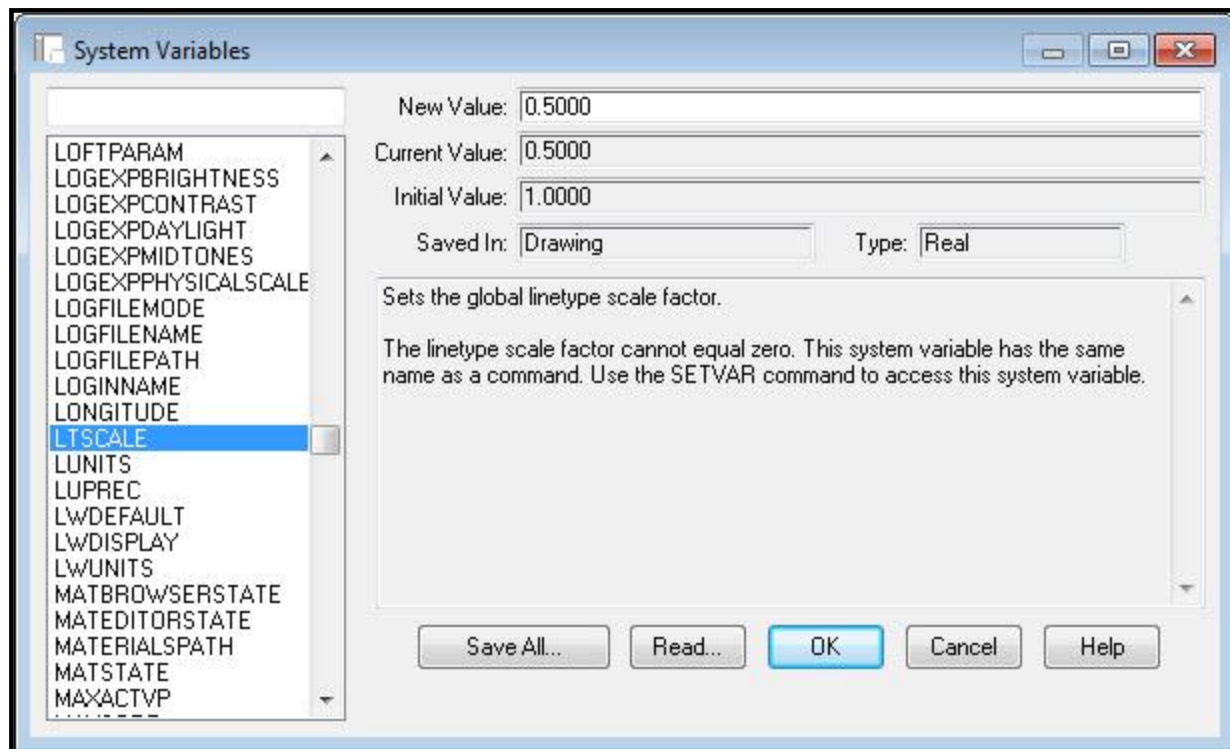 System Variables
New Value: 0.5000
Current Value: 0.5000
Initial Value: 1.0000
Saved In: Drawing Type: Real
LOFTPARAM
LOGEXPBRIGHTNESS
LOGEXPCONTRAST
LOGEXPDAYLIGHT
LOGEXPMIDTONES
LOGEXPPHYSICALSCALE
LOGFILEMODE
LOGFILENAME
LOGFILEPATH
LOGINNAME
LONGITUDE
LTSCALE
LUNITS
LUPREC
LWDEFAULT
LWDISPLAY
LWUNITS
MATBROWSERSTATE
MATEDITORSTATE
MATERIALSPATH
MATSTATE
MAXACTVP
Sets the global linetype scale factor.
The linetype scale factor cannot equal zero. This system variable has the same
name as a command. Use the SETVAR command to access this system variable.
Save All... Read... OK Cancel Help